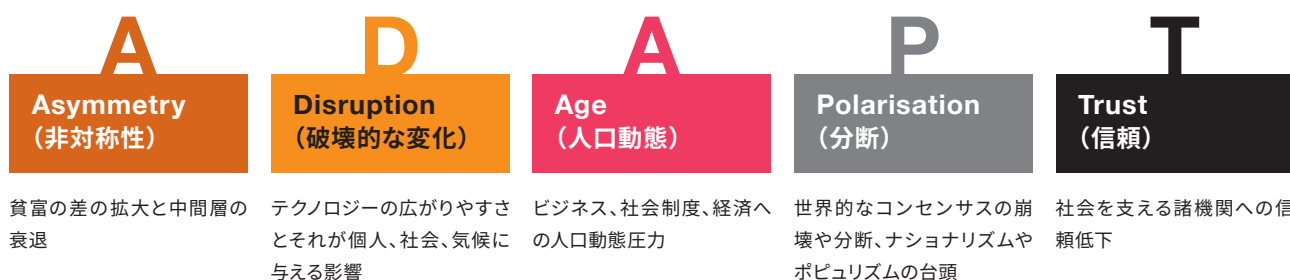 A
Asymmetry
（非対称性）
貧富の差の拡大と中間層の
衰退
D
Disruption
（破壊的な変化）
テクノロジーの広がりやすさ
とそれが個人、社会、気候に
与える影響
A
Age
（人口動態）
ビジネス、社会制度、経済へ
の人口動態圧力
P
Polarisation
（分断）
世界的なコンセンサスの崩
壊や分断、ナショナリズムや
ポピュリズムの台頭
T
Trust
（信頼）
社会を支える諸機関への信
頼低下